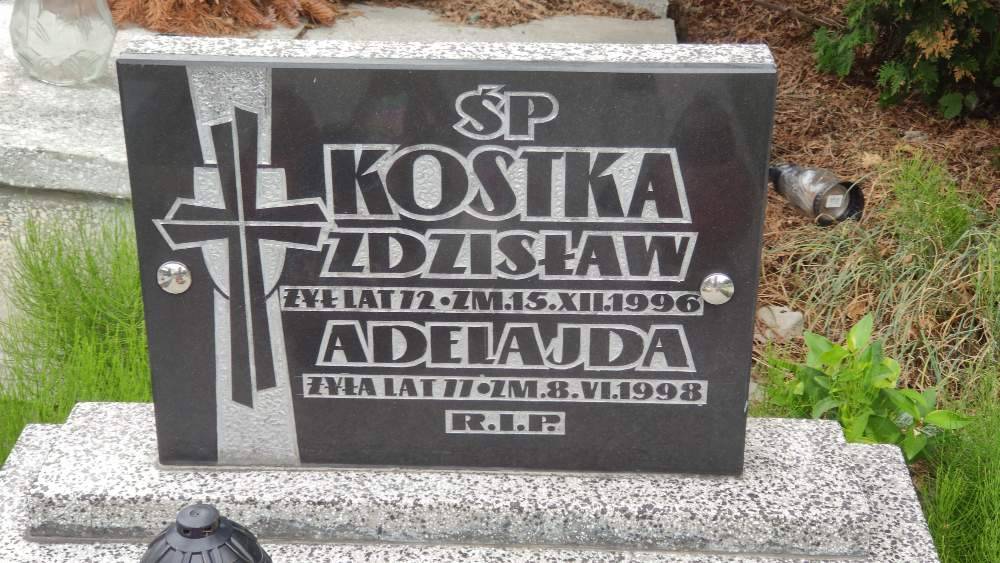 ŚP
KOSTKA
ZDZISŁAW
ŻYŁ LAT 72 • ZM. 15. XII. 1996
ADELAJDA
ŻYŁA LAT 77 • ZM. 8. VI. 1998
R.I.P.